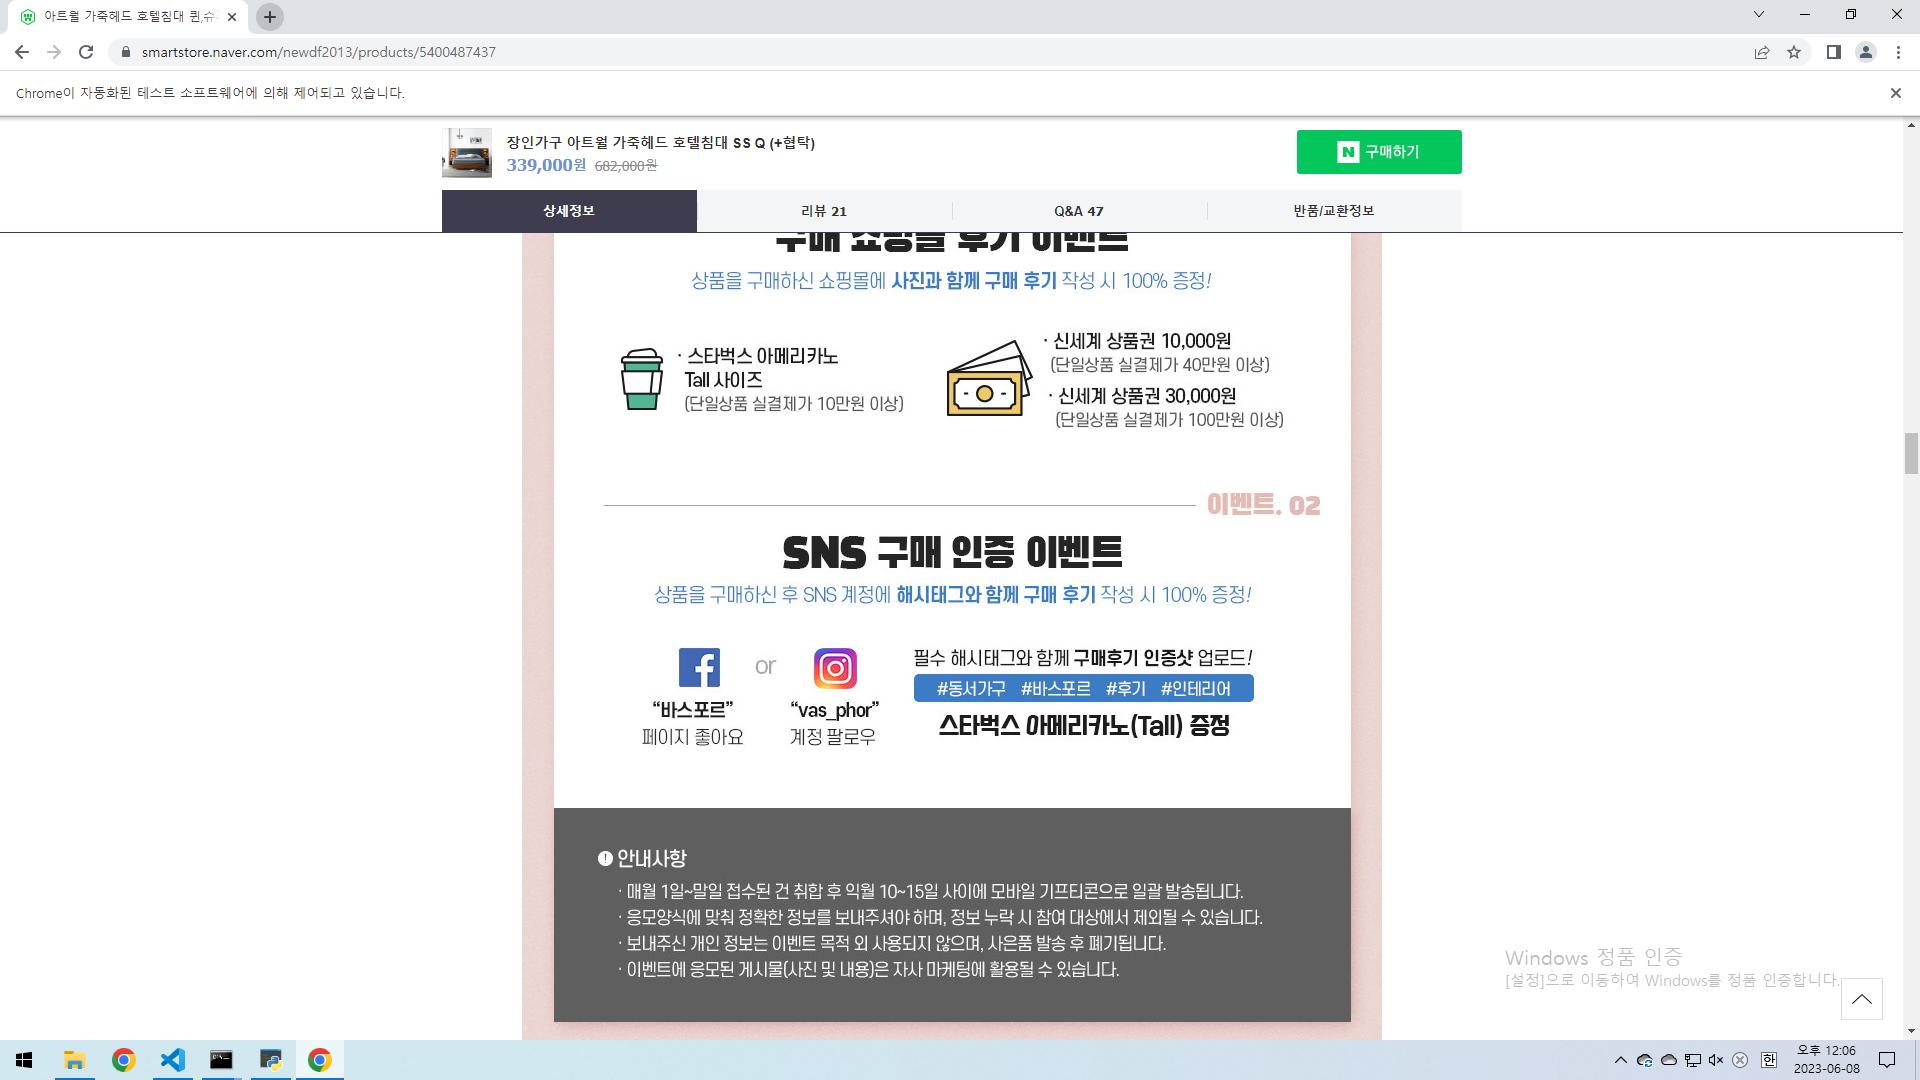 아트월 가죽헤드 호텔침대 퀸,슈
smartstore.naver.com/newdf2013/products/5400487437
Chrome이 자동화된 테스트 소프트웨어에 의해 제어되고 있습니다.
장인가구 아트월 가죽헤드 호텔침대 SS Q (+협탁)
339,000원 682,000원
N 구매하기
상세정보 리뷰 21 Q&A 47 반품/교환정보
구매 쇼핑몰 후기 이벤트
상품을 구매하신 쇼핑몰에 사진과 함께 구매 후기 작성 시 100% 증정!
· 스타벅스 아메리카노
Tall 사이즈
(단일상품 실결제가 10만원 이상)
· 신세계 상품권 10,000원
(단일상품 실결제가 40만원 이상)
· 신세계 상품권 30,000원
(단일상품 실결제가 100만원 이상)
이벤트. 02
SNS 구매 인증 이벤트
상품을 구매하신 후 SNS 계정에 해시태그와 함께 구매 후기 작성 시 100% 증정!
or
“바스포르”
페이지 좋아요
“vas_phor”
계정 팔로우
필수 해시태그와 함께 구매후기 인증샷 업로드!
#동서가구 #바스포르 #후기 #인테리어
스타벅스 아메리카노(Tall) 증정
! 안내사항
· 매월 1일~말일 접수된 건 취합 후 익월 10~15일 사이에 모바일 기프티콘으로 일괄 발송됩니다.
· 응모양식에 맞춰 정확한 정보를 보내주셔야 하며, 정보 누락 시 참여 대상에서 제외될 수 있습니다.
· 보내주신 개인 정보는 이벤트 목적 외 사용되지 않으며, 사은품 발송 후 폐기됩니다.
· 이벤트에 응모된 게시물(사진 및 내용)은 자사 마케팅에 활용될 수 있습니다.
Windows 정품 인증
[설정]으로 이동하여 Windows를 정품 인증합니다.
한
오후 12:06
2023-06-08